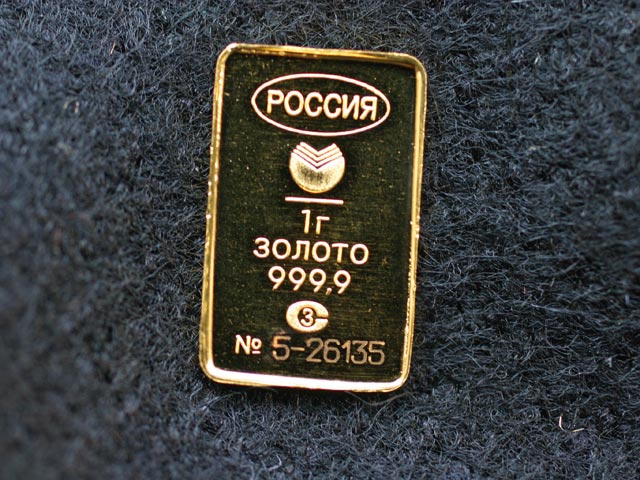 РОССИЯ
1г
ЗОЛОТО
999,9
З
№ 5-26135